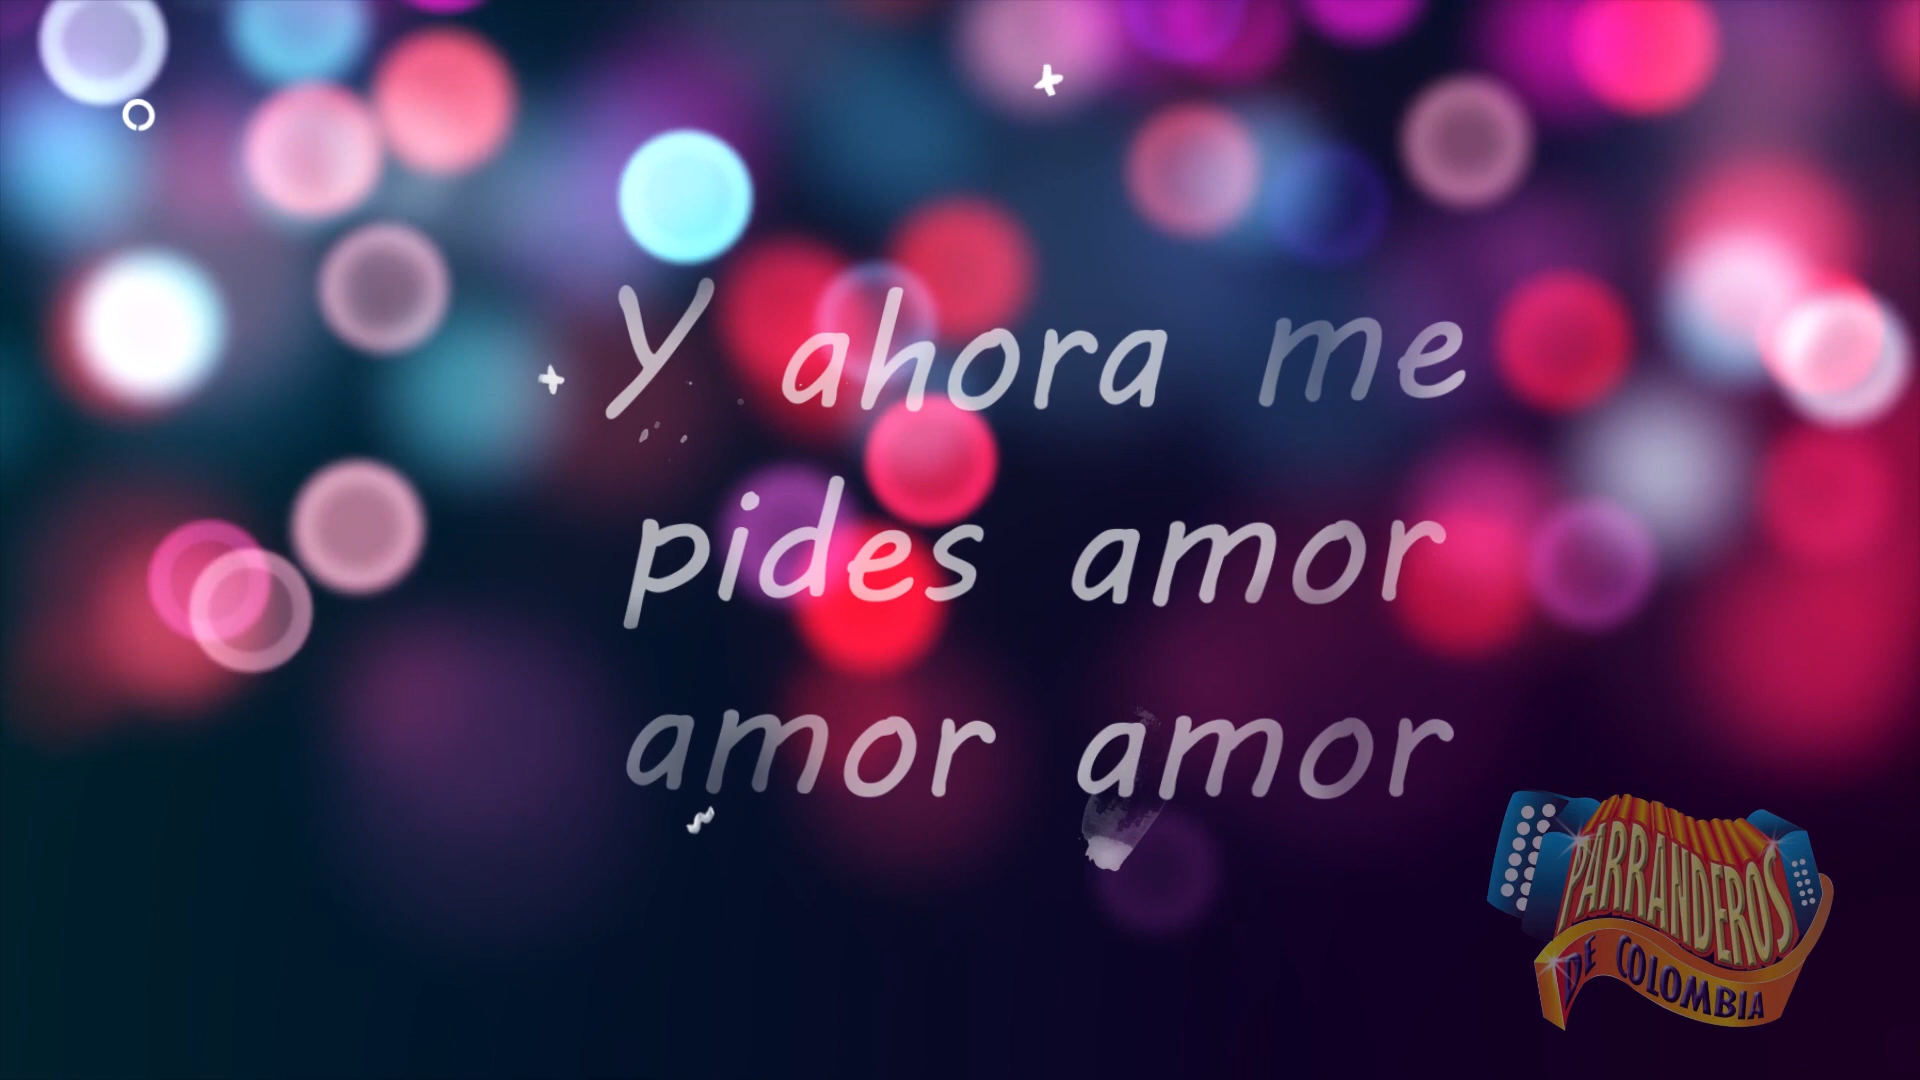 Y ahora me
pides amor
amor amor
PARRANDEROS
DE COLOMBIA